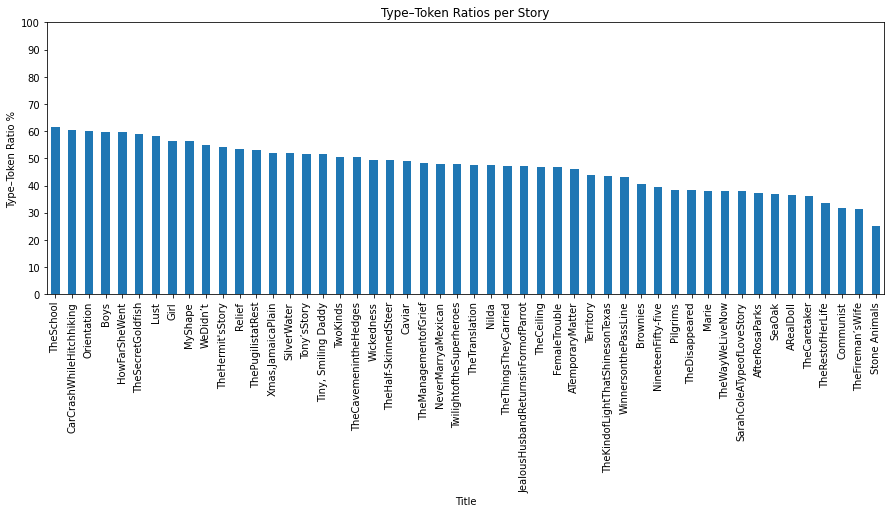 Type–Token Ratios per Story
Type–Token Ratio %
100
90
80
70
60
50
40
30
20
10
0
TheSchool
CarCrashWhileHitchhiking
Orientation
Boys
HowFarSheWent
TheSecretGoldfish
Lust
Girl
MyShape
WeDidn't
TheHermit'sStory
Relief
ThePugilistatRest
Xmas,JamaicaPlain
SilverWater
Tony'sStory
Tiny, Smiling Daddy
TwoKinds
TheCavemenintheHedges
Wickedness
TheHalf-SkinnedSteer
Caviar
TheManagementofGrief
NeverMarryaMexican
TwilightoftheSuperheroes
TheTranslation
Nilda
TheThingsTheyCarried
JealousHusbandReturnsinFormofParrot
TheCeiling
FemaleTrouble
ATemporaryMatter
Territory
TheKindofLightThatShinesonTexas
WinnersonthePassLine
Brownies
NineteenFifty-five
Pilgrims
TheDisappeared
Marie
TheWayWeLiveNow
SarahColeATypeofLoveStory
AfterRosaParks
SeaOak
ARealDoll
TheCaretaker
TheRestofHerLife
Communist
TheFireman'sWife
Stone Animals
Title